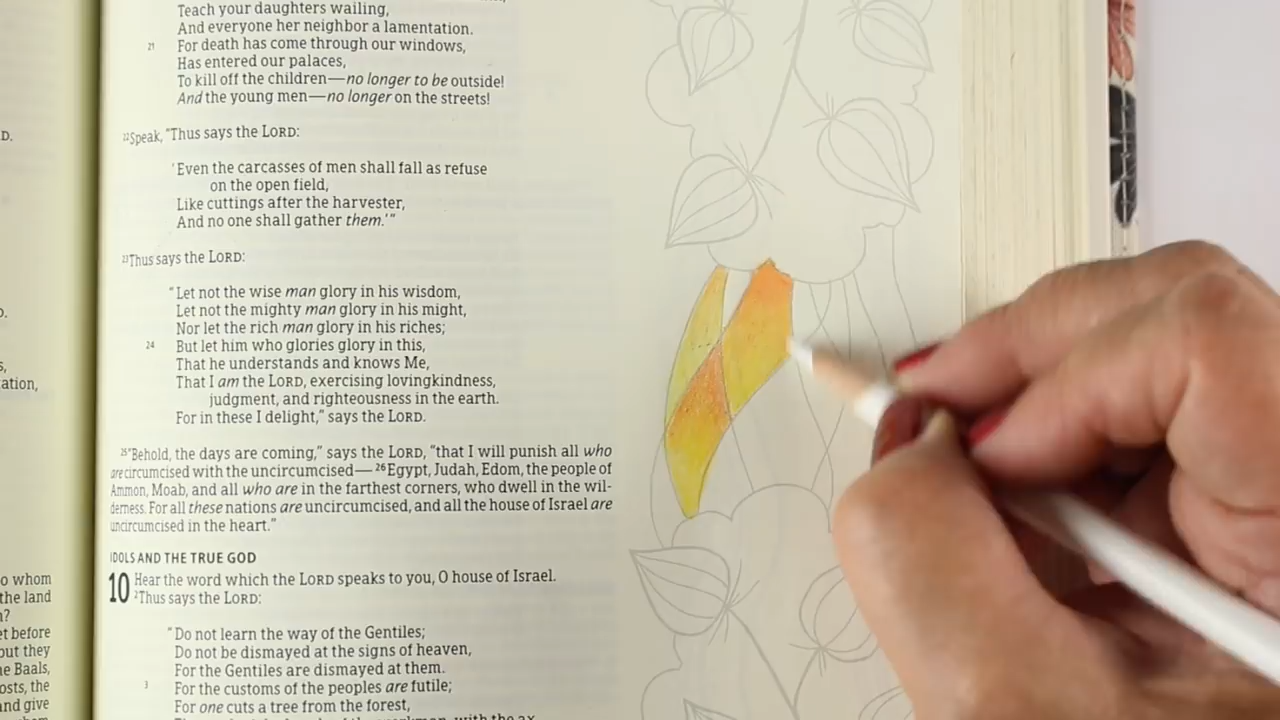 Teach your daughters wailing,
And everyone her neighbor a lamentation.
21 For death has come through our windows,
Has entered our palaces,
To kill off the children—no longer to be outside!
And the young men—no longer on the streets!
22Speak, "Thus says the LORD:
'Even the carcasses of men shall fall as refuse
on the open field,
Like cuttings after the harvester,
And no one shall gather them.'"
23Thus says the LORD:
"Let not the wise man glory in his wisdom,
Let not the mighty man glory in his might,
Nor let the rich man glory in his riches;
24 But let him who glories glory in this,
That he understands and knows Me,
That I am the LORD, exercising lovingkindness,
judgment, and righteousness in the earth.
For in these I delight," says the LORD.
25"Behold, the days are coming," says the LORD, "that I will punish all who
are circumcised with the uncircumcised— 26Egypt, Judah, Edom, the people of
Ammon, Moab, and all who are in the farthest corners, who dwell in the wil-
derness. For all these nations are uncircumcised, and all the house of Israel are
uncircumcised in the heart."
IDOLS AND THE TRUE GOD
10 Hear the word which the LORD speaks to you, O house of Israel.
2Thus says the LORD:
"Do not learn the way of the Gentiles;
Do not be dismayed at the signs of heaven,
For the Gentiles are dismayed at them.
3 For the customs of the peoples are futile;
For one cuts a tree from the forest,
o whom
the land
et before
out they
he Baals,
the
and give